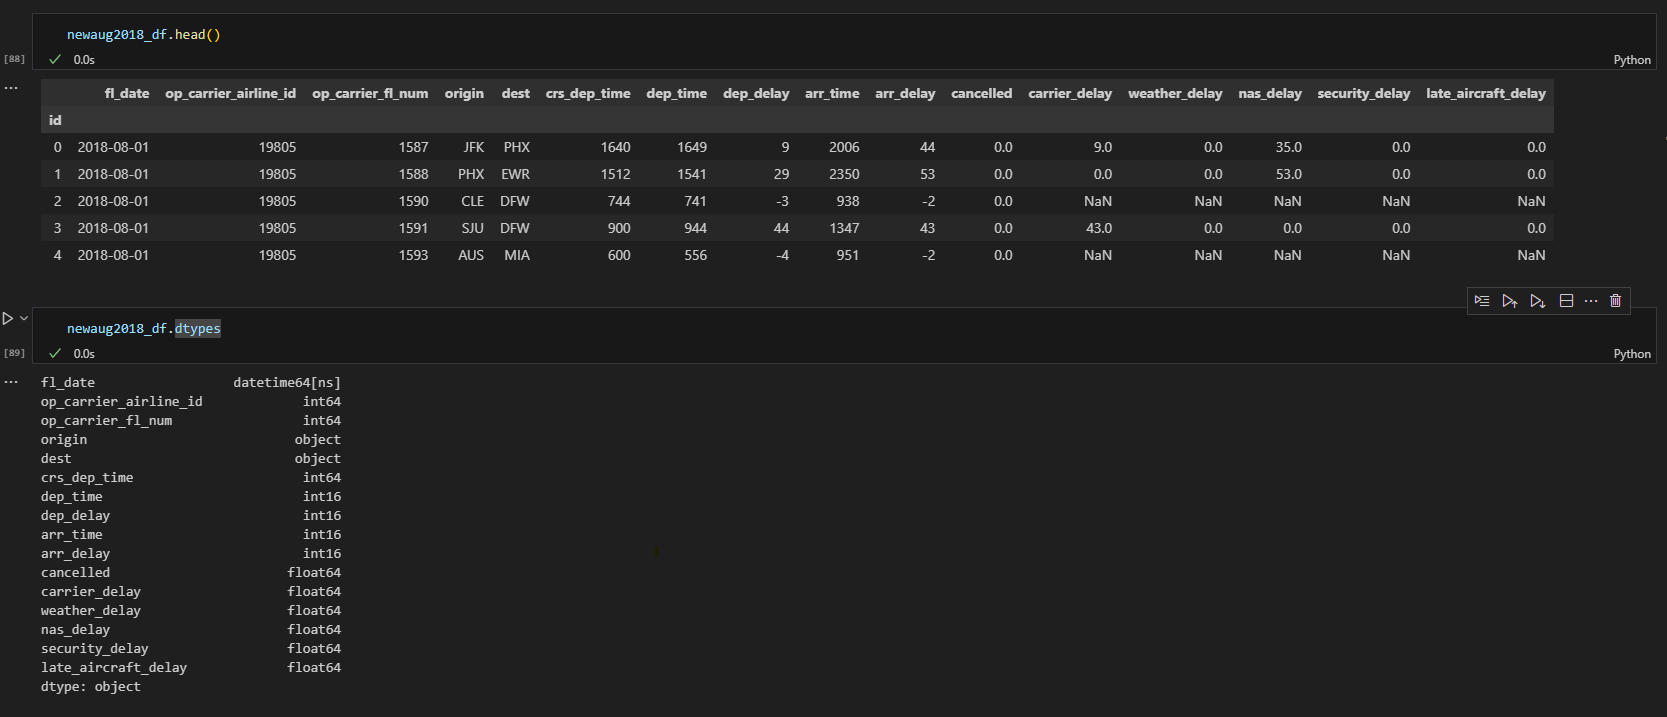 newaug2018_df.head()
[88]
0.0s
Python
...
fl_date op_carrier_airline_id op_carrier_fl_num origin dest crs_dep_time dep_time dep_delay arr_time arr_delay cancelled carrier_delay weather_delay nas_delay security_delay late_aircraft_delay
id
0 2018-08-01 19805 1587 JFK PHX 1640 1649 9 2006 44 0.0 9.0 0.0 35.0 0.0 0.0
1 2018-08-01 19805 1588 PHX EWR 1512 1541 29 2350 53 0.0 0.0 0.0 53.0 0.0 0.0
2 2018-08-01 19805 1590 CLE DFW 744 741 -3 938 -2 0.0 NaN NaN NaN NaN NaN
3 2018-08-01 19805 1591 SJU DFW 900 944 44 1347 43 0.0 43.0 0.0 0.0 0.0 0.0
4 2018-08-01 19805 1593 AUS MIA 600 556 -4 951 -2 0.0 NaN NaN NaN NaN NaN
newaug2018_df.dtypes
[89]
0.0s
Python
...
fl_date datetime64[ns]
op_carrier_airline_id int64
op_carrier_fl_num int64
origin object
dest object
crs_dep_time int64
dep_time int16
dep_delay int16
arr_time int16
arr_delay int16
cancelled float64
carrier_delay float64
weather_delay float64
nas_delay float64
security_delay float64
late_aircraft_delay float64
dtype: object